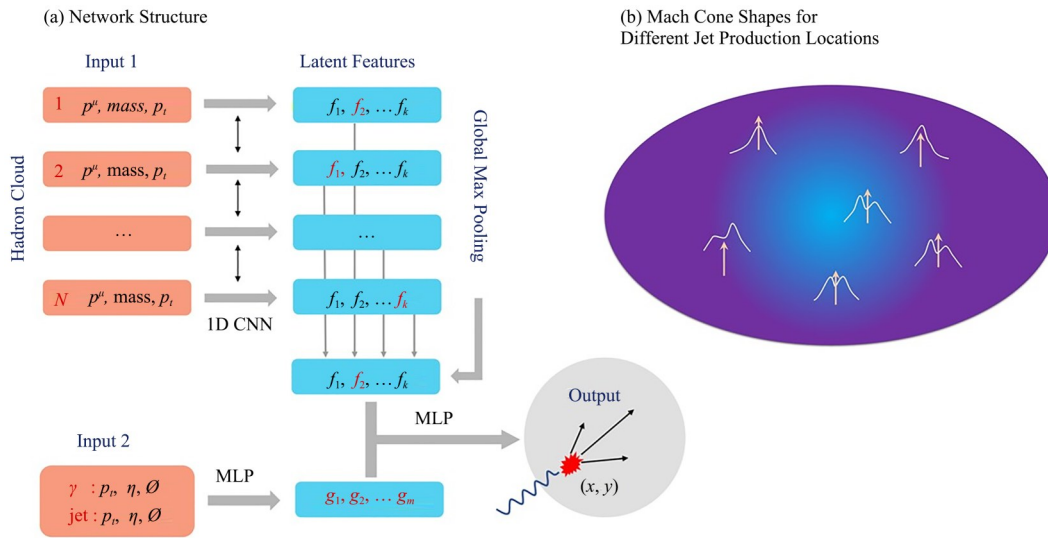 (a) Network Structure
Input 1
Latent Features
Hadron Cloud
1 p^μ, mass, p_t
f_1, f_2, … f_k
2 p^μ, mass, p_t
f_1, f_2, … f_k
…
…
N p^μ, mass, p_t
f_1, f_2, … f_k
1D CNN
Global Max Pooling
f_1, f_2, … f_k
MLP
Input 2
γ : p_t, η, Ø
jet : p_t, η, Ø
MLP
g_1, g_2, … g_m
Output
(x, y)
(b) Mach Cone Shapes for
Different Jet Production Locations